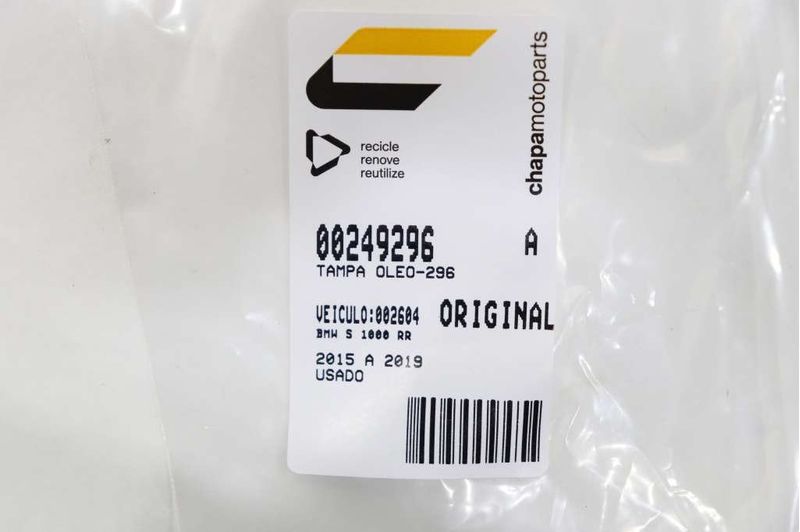 chapamotoparts
recicle
renove
reutilize
00249296 A
TAMPA OLEO-296
VEICULO:002604 ORIGINAL
BMW S 1000 RR
2015 A 2019
USADO